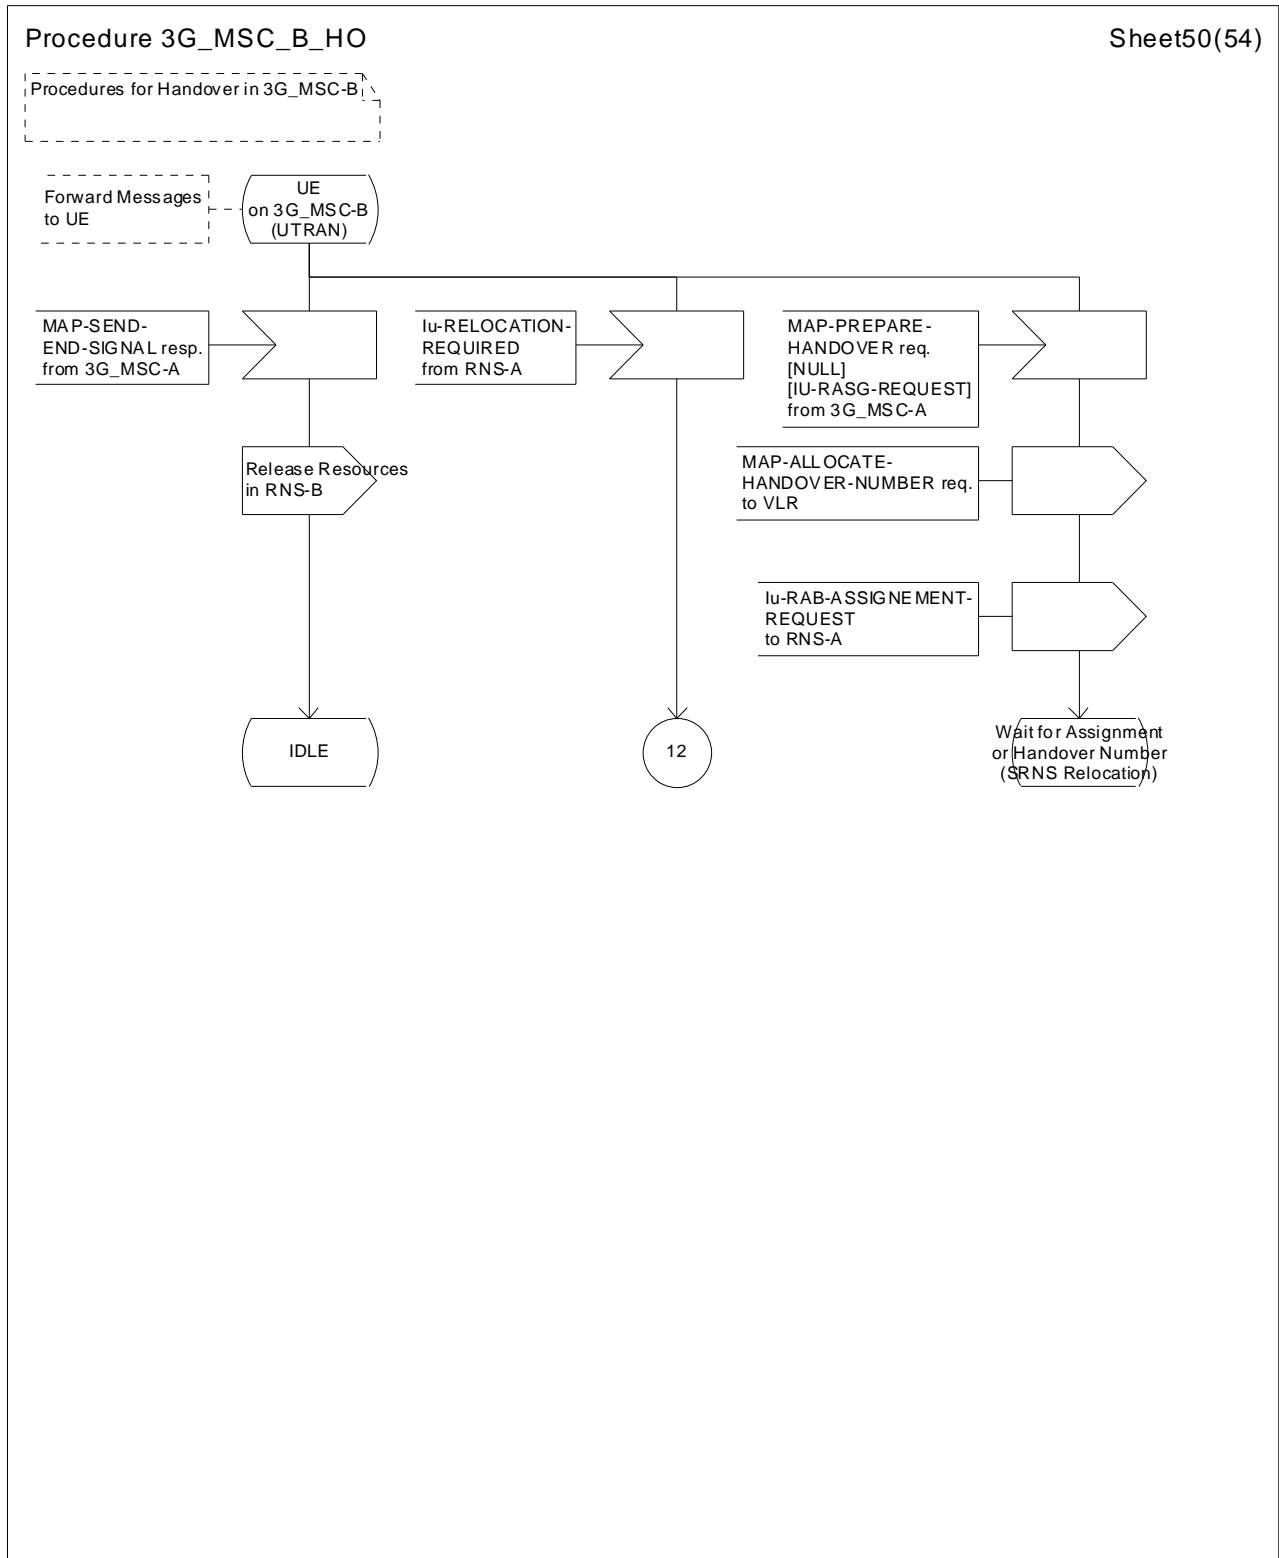 Procedure 3G_MSC_B_HO
Sheet50(54)
Procedures for Handover in 3G_MSC-B
Forward Messages
to UE
UE
on 3G_MSC-B
(UTRAN)
MAP-SEND-
END-SIGNAL resp.
from 3G_MSC-A
Iu-RELOCATION-
REQUIRED
from RNS-A
MAP-PREPARE-
HANDOVER req.
[NULL]
[IU-RASG-REQUEST]
from 3G_MSC-A
Release Resources
in RNS-B
MAP-ALLOCATE-
HANDOVER-NUMBER req.
to VLR
Iu-RAB-ASSIGNEMENT-
REQUEST
to RNS-A
IDLE
12
Wait for Assignment
or Handover Number
(SRNS Relocation)